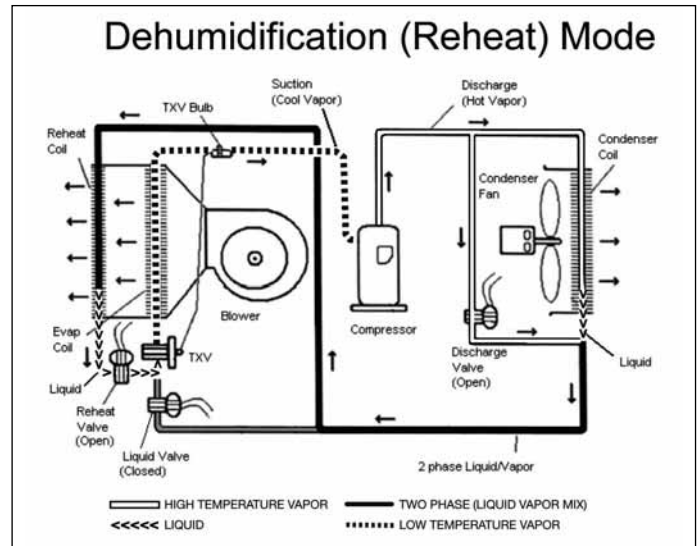 Dehumidification (Reheat) Mode
Suction
(Cool Vapor)
Discharge
(Hot Vapor)
TXV Bulb
Reheat
Coil
Condenser
Coil
Condenser
Fan
Blower
Compressor
Evap
Coil
TXV
Liquid
Discharge
Valve
(Open)
Liquid
Reheat
Valve
(Open)
Liquid Valve
(Closed)
2 phase Liquid/Vapor
HIGH TEMPERATURE VAPOR
TWO PHASE (LIQUID VAPOR MIX)
<<<<< LIQUID
LOW TEMPERATURE VAPOR